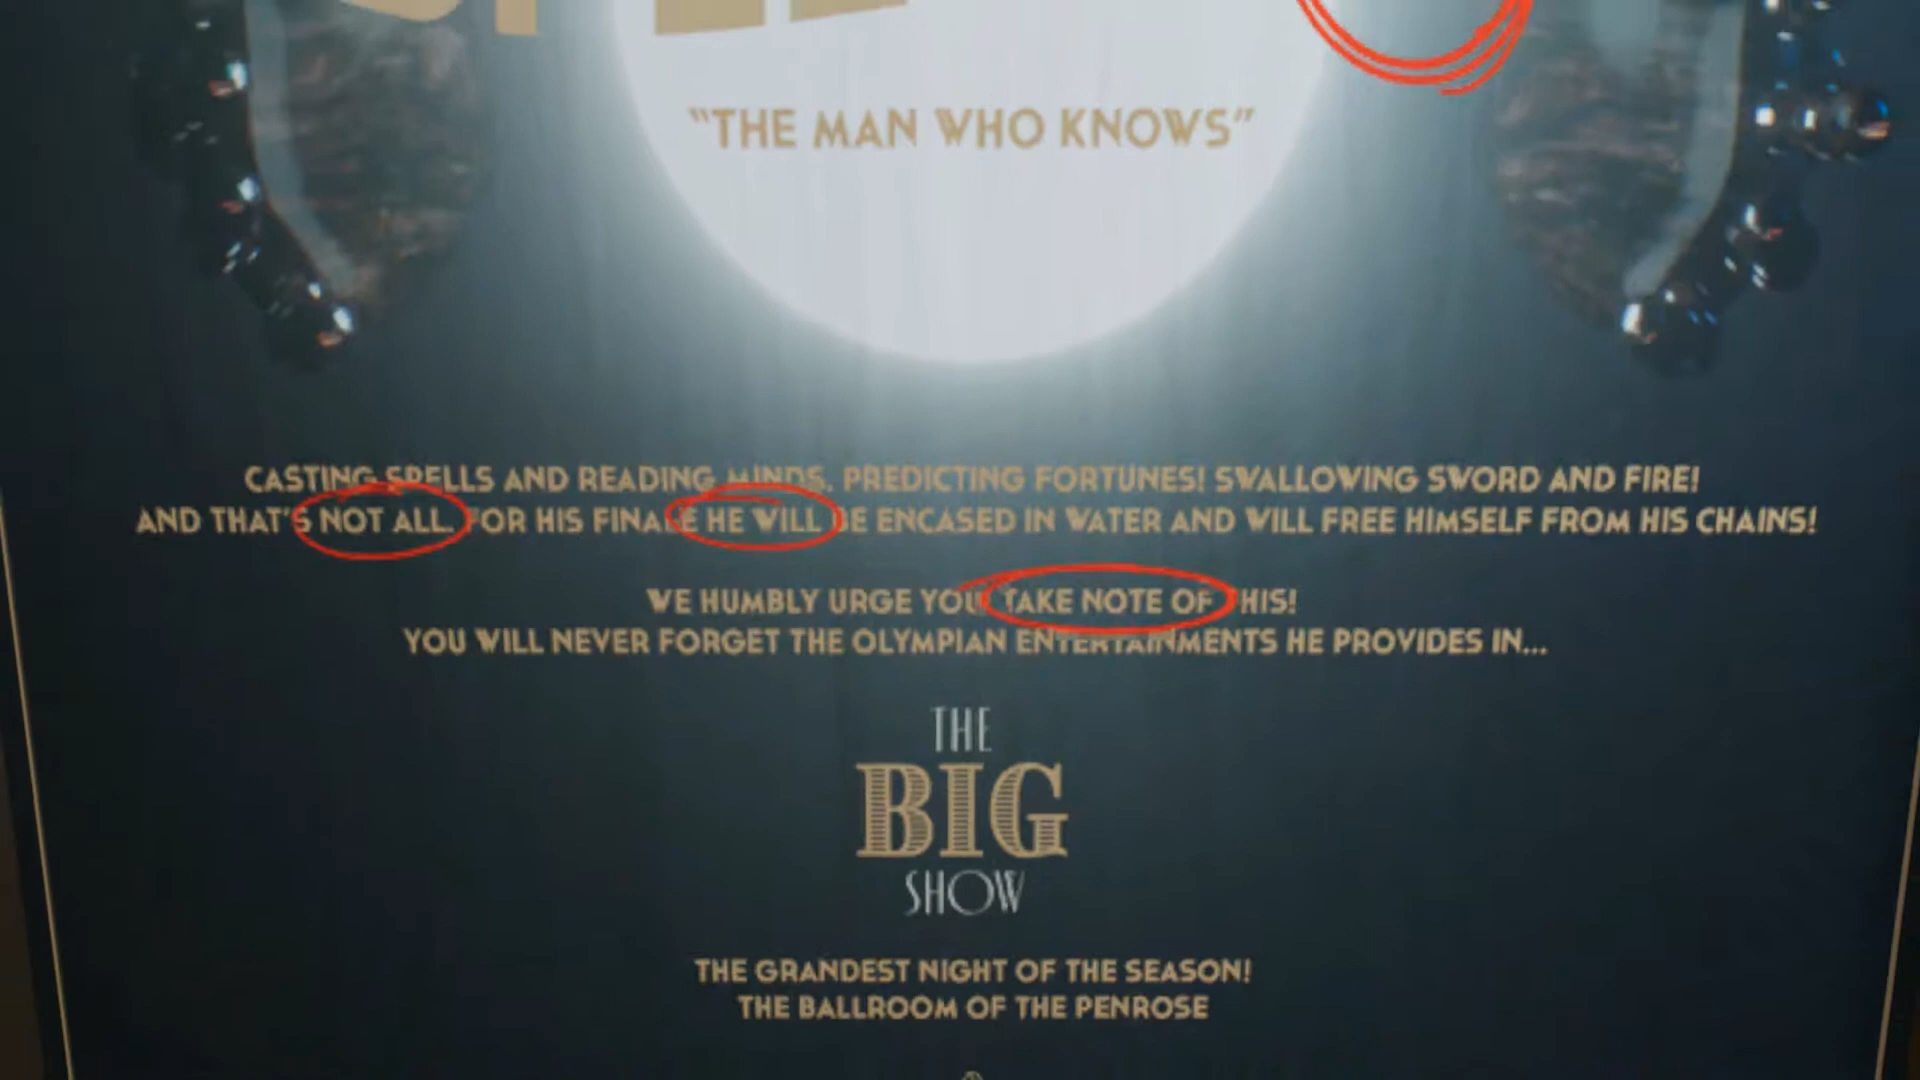 "THE MAN WHO KNOWS"
CASTING SPELLS AND READING MINDS. PREDICTING FORTUNES! SWALLOWING SWORD AND FIRE!
AND THAT'S NOT ALL. FOR HIS FINALE HE WILL BE ENCASED IN WATER AND WILL FREE HIMSELF FROM HIS CHAINS!
WE HUMBLY URGE YOU TAKE NOTE OF THIS!
YOU WILL NEVER FORGET THE OLYMPIAN ENTERTAINMENTS HE PROVIDES IN...
THE
BIG
SHOW
THE GRANDEST NIGHT OF THE SEASON!
THE BALLROOM OF THE PENROSE